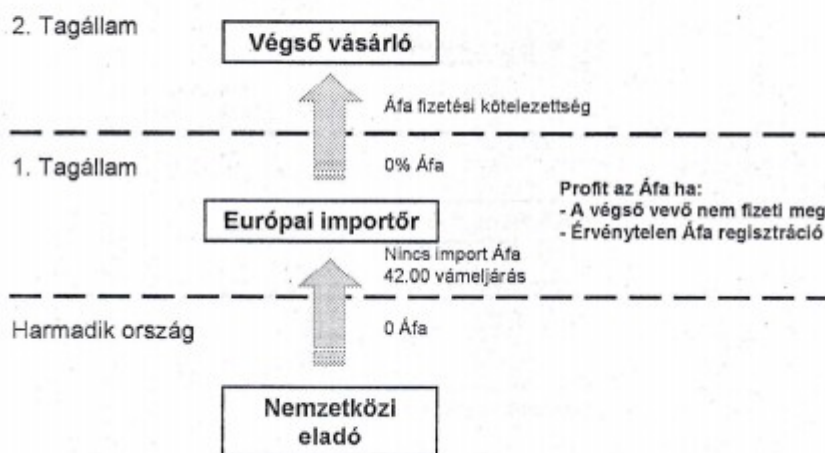 2. Tagállam
Végső vásárló
Áfa fizetési kötelezettség
1. Tagállam
0% Áfa
Profit az Áfa ha:
- A végső vevő nem fizeti meg
- Érvénytelen Áfa regisztráció
Európai importőr
Nincs import Áfa
42.00 vámeljárás
Harmadik ország
0 Áfa
Nemzetközi
eladó